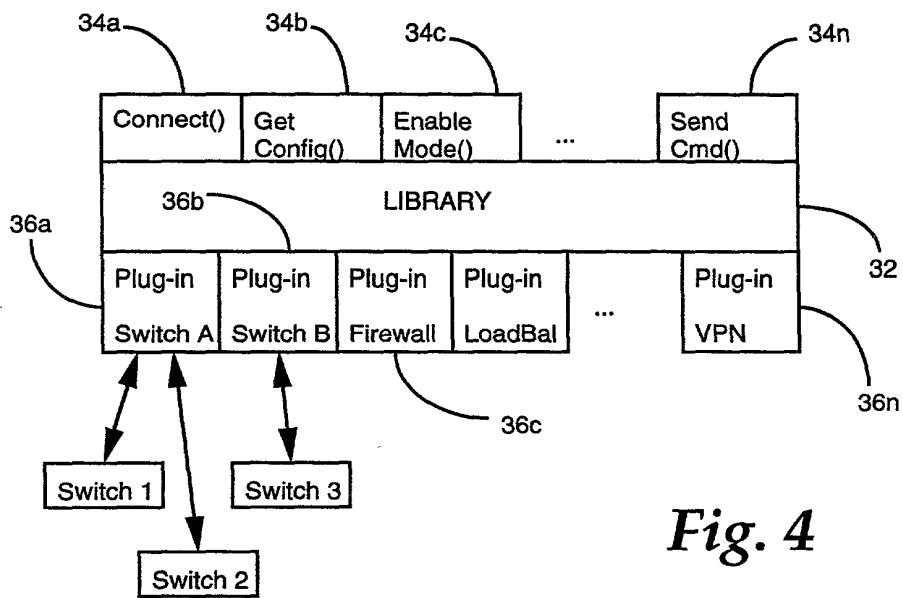 34a
34b
34c
34n
Connect()
Get
Config()
Enable
Mode()
...
Send
Cmd()
36b
LIBRARY
36a
32
Plug-in
Switch A
Plug-in
Switch B
Plug-in
Firewall
Plug-in
LoadBal
...
Plug-in
VPN
36c
36n
Switch 1
Switch 3
Switch 2
Fig. 4